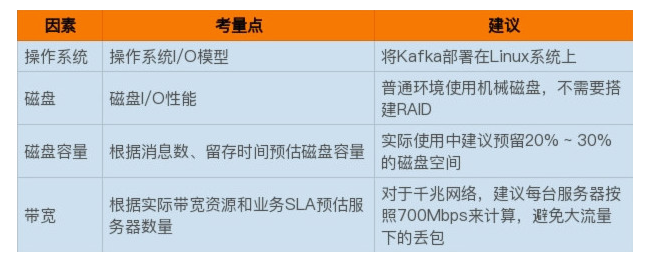 因素 考量点 建议
操作系统 操作系统I/O模型 将Kafka部署在Linux系统上
磁盘 磁盘I/O性能 普通环境使用机械磁盘，不需要搭
建RAID
磁盘容量 根据消息数、留存时间预估磁盘容量 实际使用中建议预留20% ~ 30%
的磁盘空间
带宽 根据实际带宽资源和业务SLA预估服
务器数量 对于千兆网络，建议每台服务器按
照700Mbps来计算，避免大流量
下的丢包